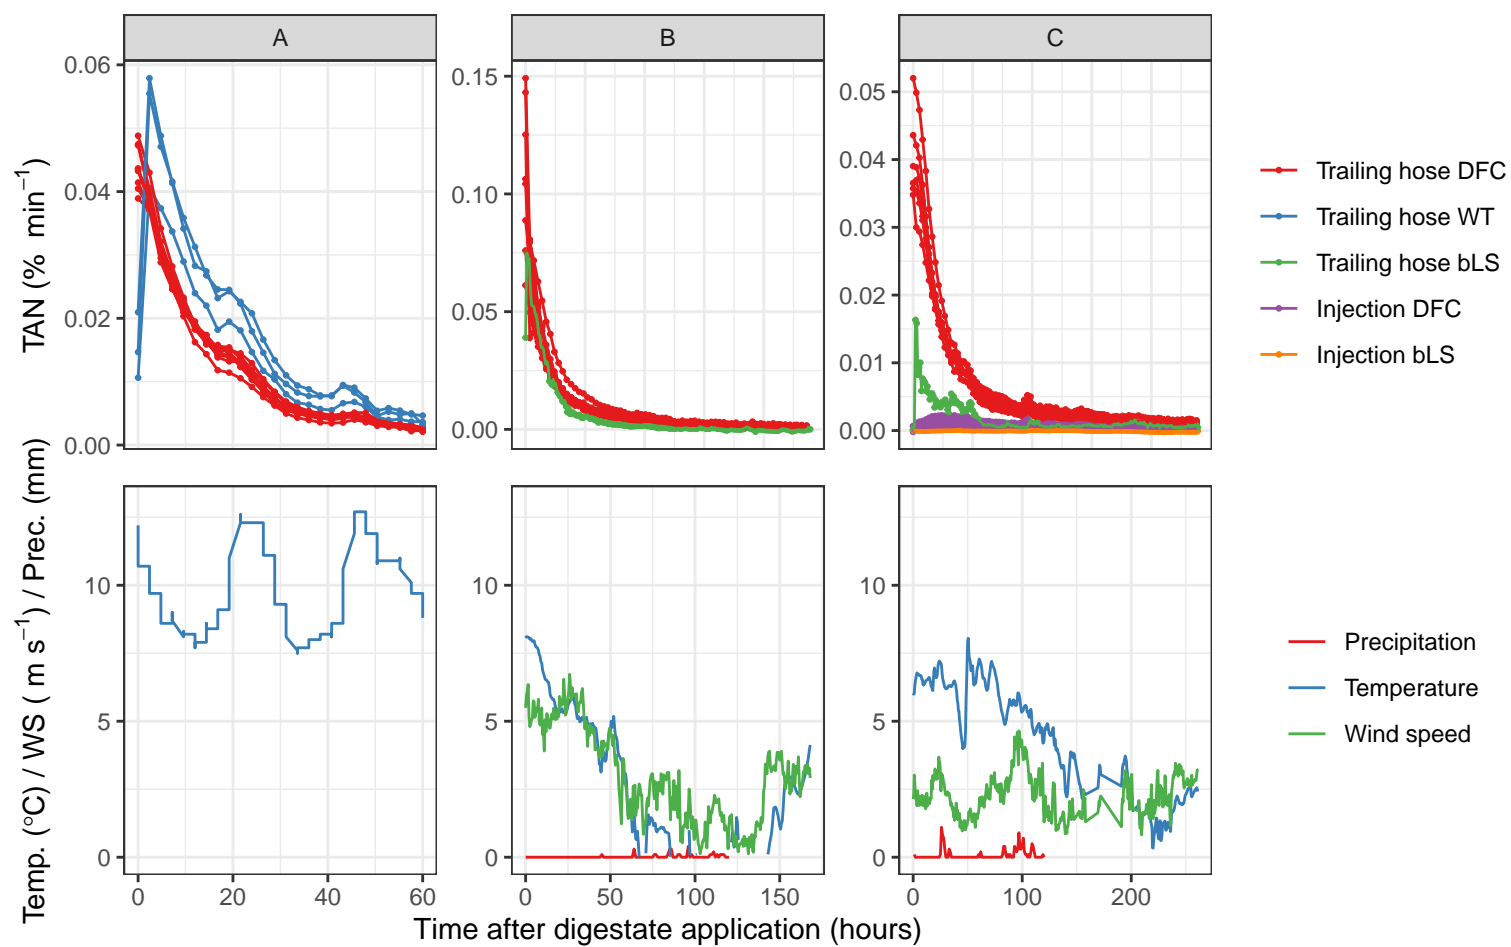 A
B
C
0.06
0.04
0.02
0.00
0.15
0.10
0.05
0.00
0.05
0.04
0.03
0.02
0.01
0.00
TAN (% min⁻¹)
Trailing hose DFC
Trailing hose WT
Trailing hose bLS
Injection DFC
Injection bLS
Temp. (°C) / WS ( m s⁻¹) / Prec. (mm)
10
5
0
10
5
0
10
5
0
Precipitation
Temperature
Wind speed
0 20 40 60
0 50 100 150
0 100 200
Time after digestate application (hours)